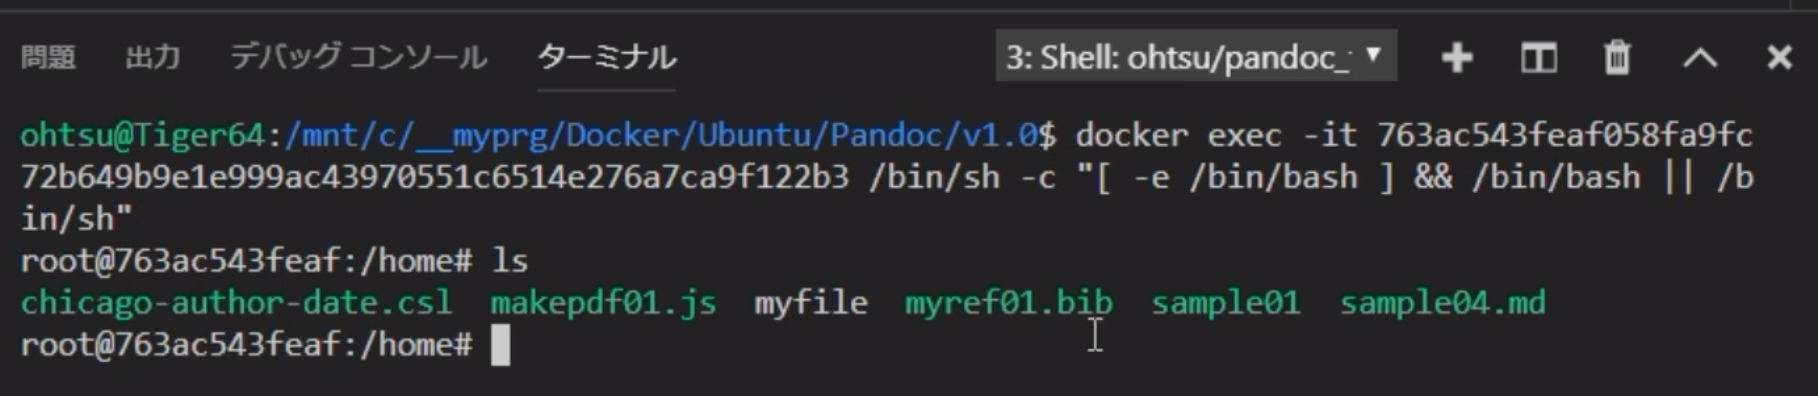 問題 出力 デバッグ コンソール ターミナル 3: Shell: ohtsu/pandoc_
ohtsu@Tiger64:/mnt/c/__myprg/Docker/Ubuntu/Pandoc/v1.0$ docker exec -it 763ac543feaf058fa9fc
72b649b9e1e999ac43970551c6514e276a7ca9f122b3 /bin/sh -c "[ -e /bin/bash ] && /bin/bash || /b
in/sh"
root@763ac543feaf:/home# ls
chicago-author-date.csl makepdf01.js myfile myref01.bib sample01 sample04.md
root@763ac543feaf:/home#